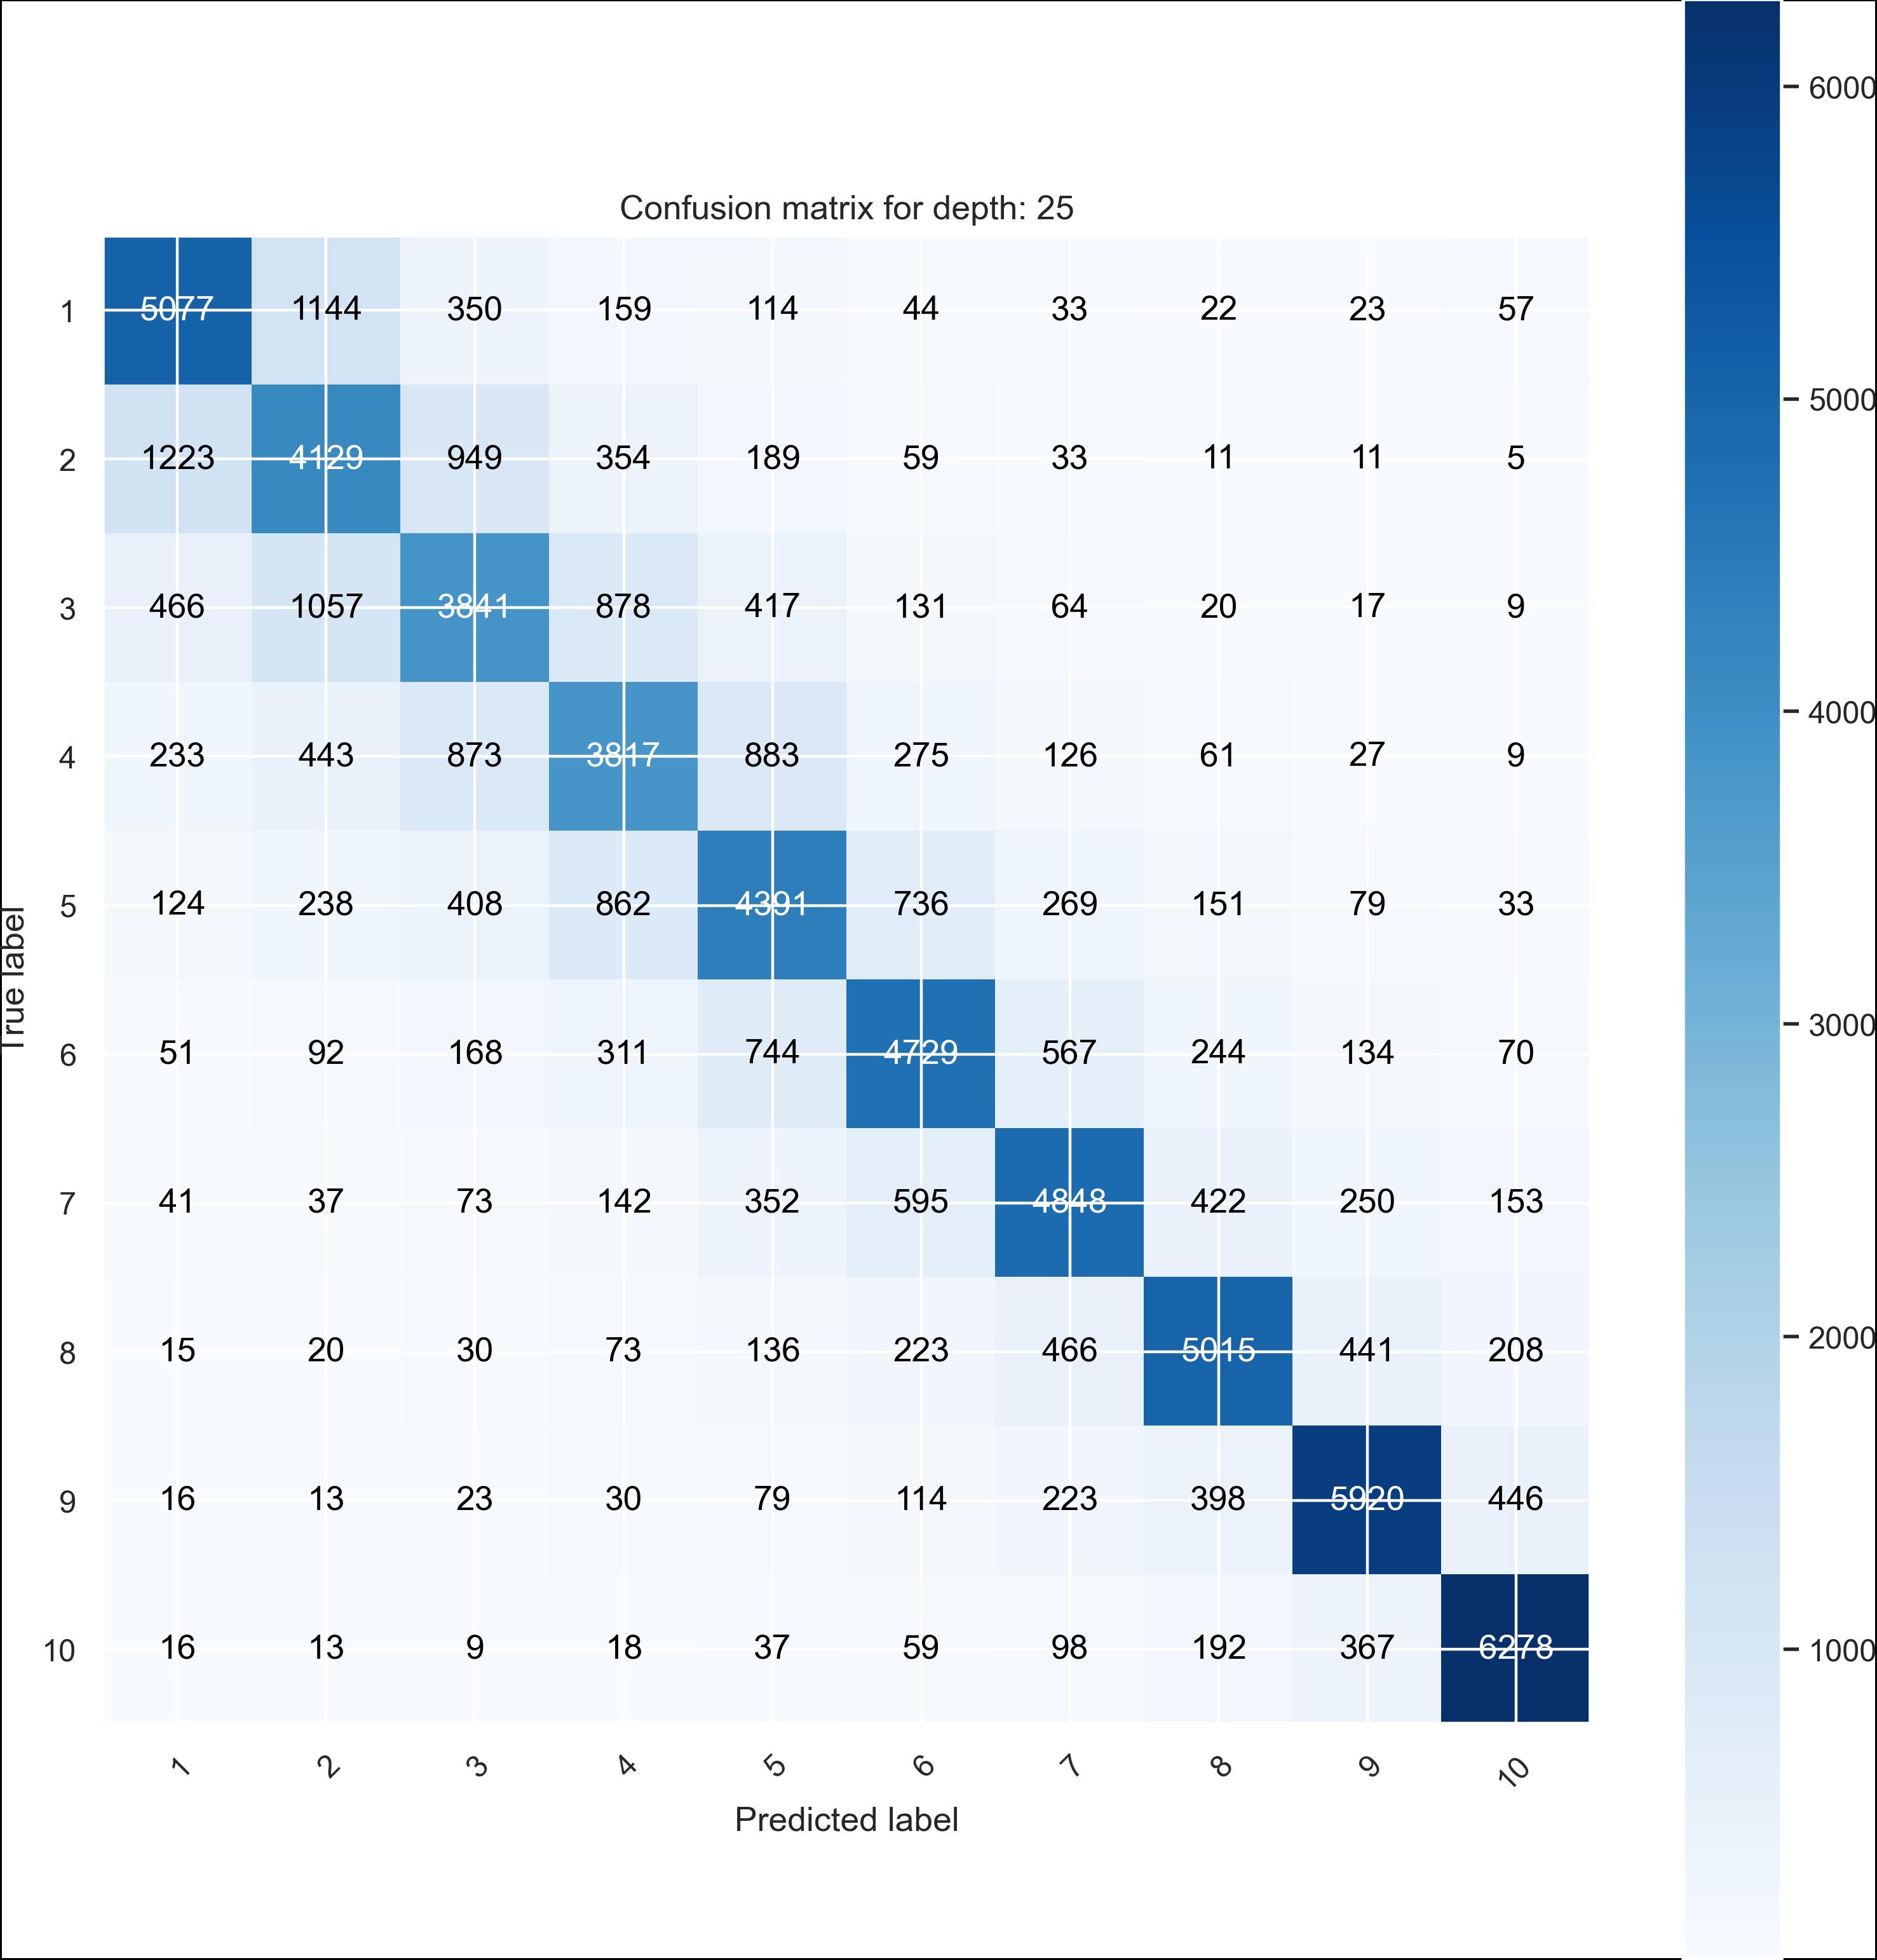 Confusion matrix for depth: 25
1 5077 1144 350 159 114 44 33 22 23 57
2 1223 4129 949 354 189 59 33 11 11 5
3 466 1057 3841 878 417 131 64 20 17 9
4 233 443 873 3817 883 275 126 61 27 9
5 124 238 408 862 4391 736 269 151 79 33
6 51 92 168 311 744 4729 567 244 134 70
7 41 37 73 142 352 595 4848 422 250 153
8 15 20 30 73 136 223 466 5015 441 208
9 16 13 23 30 79 114 223 398 5920 446
10 16 13 9 18 37 59 98 192 367 6278
1 2 3 4 5 6 7 8 9 10
Predicted label
True label
6000
5000
4000
3000
2000
1000